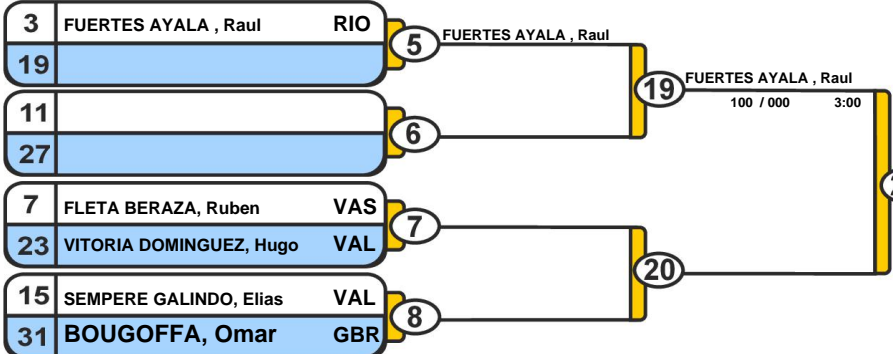 3 FUERTES AYALA , Raul RIO
19
5
FUERTES AYALA , Raul
11
27
6
19
FUERTES AYALA , Raul
100 / 000 3:00
7 FLETA BERAZA, Ruben VAS
23 VITORIA DOMINGUEZ, Hugo VAL
7
15 SEMPERE GALINDO, Elias VAL
31 BOUGOFFA, Omar GBR
8
20